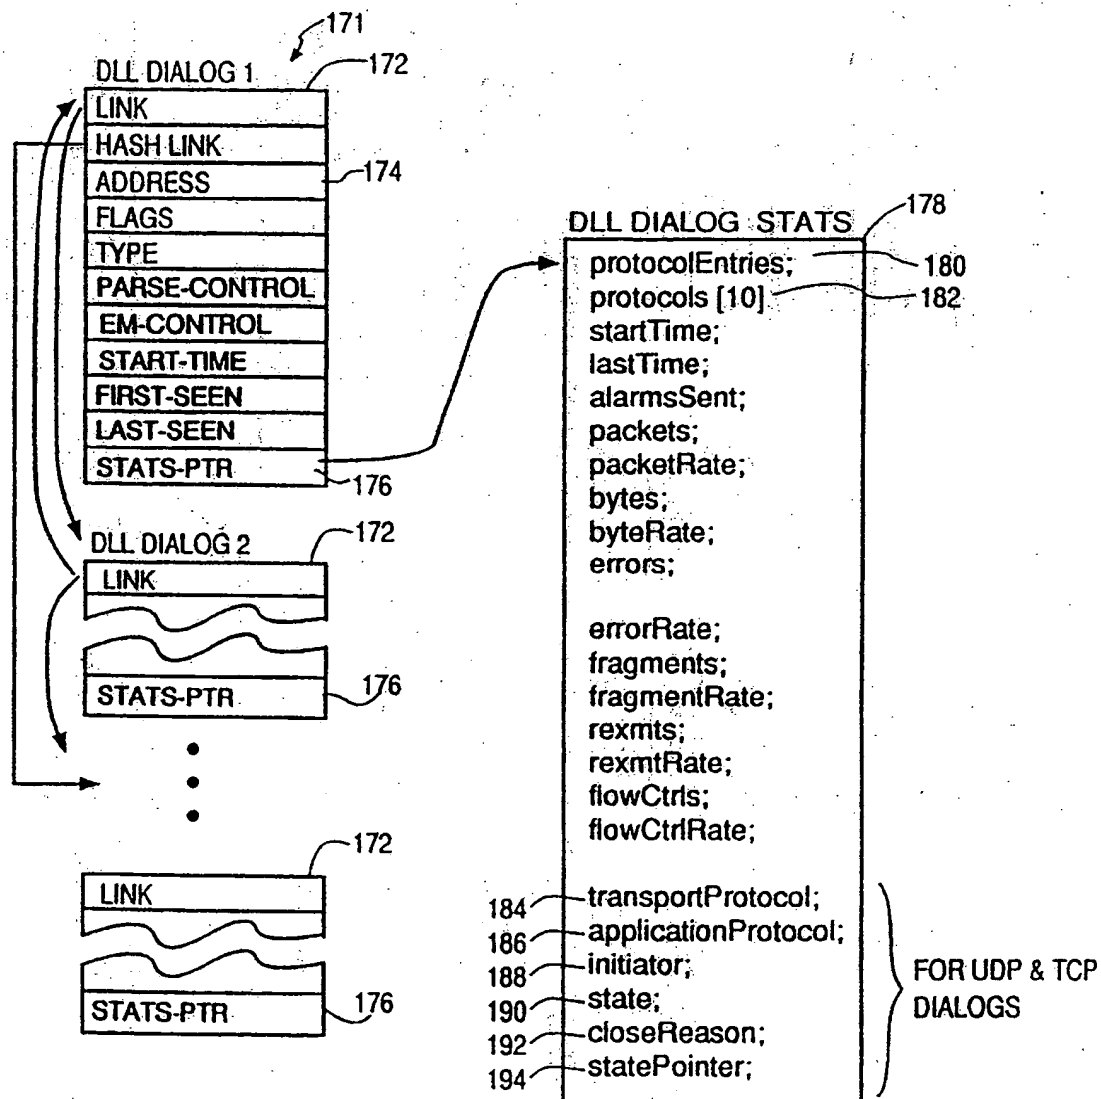 171
DLL DIALOG 1
172
LINK
HASH LINK
ADDRESS
174
FLAGS
TYPE
PARSE-CONTROL
EM-CONTROL
START-TIME
FIRST-SEEN
LAST-SEEN
STATS-PTR
176
DLL DIALOG 2
172
LINK
STATS-PTR
176
172
LINK
STATS-PTR
176
DLL DIALOG STATS
178
protocolEntries;
180
protocols [10]
182
startTime;
lastTime;
alarmsSent;
packets;
packetRate;
bytes;
byteRate;
errors;
errorRate;
fragments;
fragmentRate;
rexmts;
rexmtRate;
flowCtrls;
flowCtrlRate;
184 transportProtocol;
186 applicationProtocol;
188 initiator;
190 state;
192 closeReason;
194 statePointer;
FOR UDP & TCP
DIALOGS